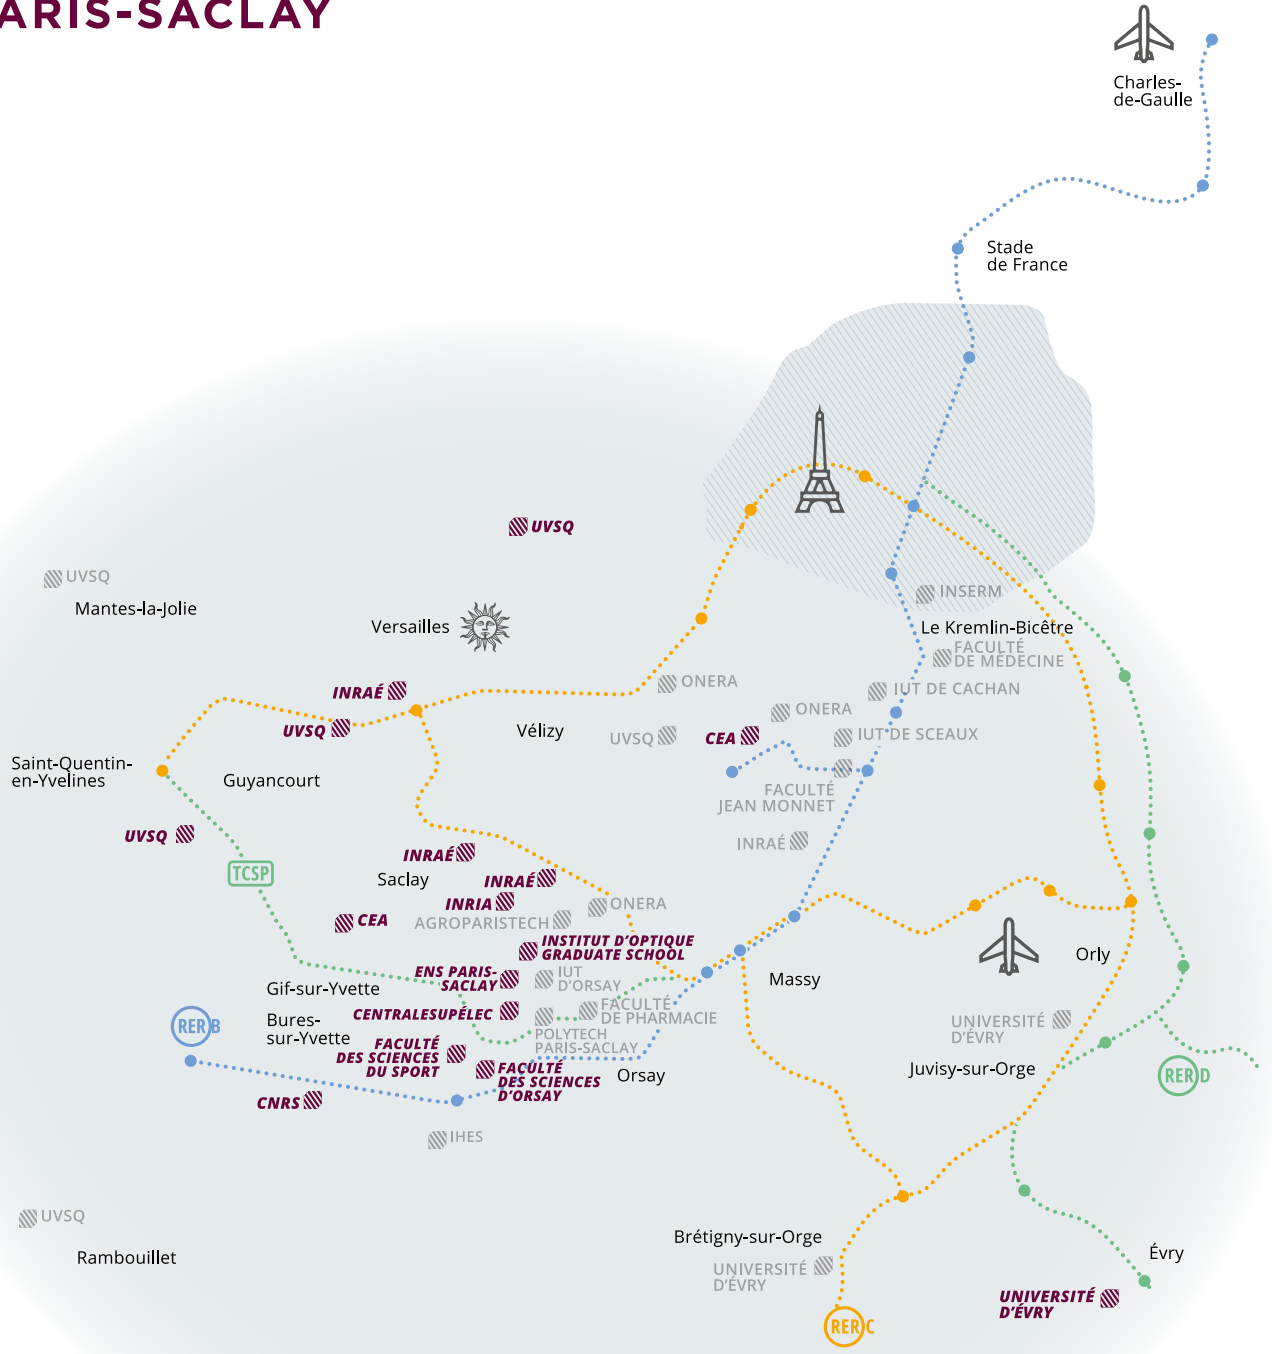 ARIS-SACLAY
Charles-
de-Gaulle
Stade
de France
UVSQ
UVSQ
Mantes-la-Jolie
INSERM
Versailles
Le Kremlin-Bicêtre
FACULTÉ
DE MÉDECINE
INRAÉ
ONERA
IUT DE CACHAN
UVSQ
Vélizy
ONERA
UVSQ
CEA
IUT DE SCEAUX
Saint-Quentin-
en-Yvelines
Guyancourt
FACULTÉ
JEAN MONNET
UVSQ
INRAÉ
INRAÉ
TCSP
Saclay
INRAÉ
INRIA
ONERA
CEA
AGROPARISTECH
INSTITUT D'OPTIQUE
GRADUATE SCHOOL
Orly
ENS PARIS-
SACLAY
IUT
D'ORSAY
Massy
Gif-sur-Yvette
CENTRALESUPÉLEC
FACULTÉ
DE PHARMACIE
RER B
Bures-
sur-Yvette
POLYTECH
PARIS-SACLAY
UNIVERSITÉ
D'ÉVRY
FACULTÉ
DES SCIENCES
DU SPORT
FACULTÉ
DES SCIENCES
D'ORSAY
Orsay
Juvisy-sur-Orge
RER D
CNRS
IHES
UVSQ
Rambouillet
Brétigny-sur-Orge
Évry
UNIVERSITÉ
D'ÉVRY
UNIVERSITÉ
D'ÉVRY
RER C